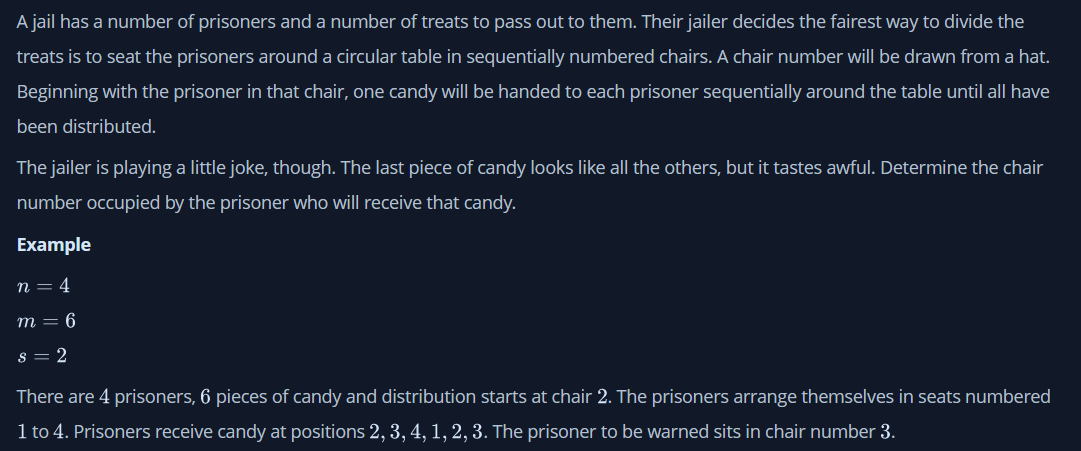 A jail has a number of prisoners and a number of treats to pass out to them. Their jailer decides the fairest way to divide the
treats is to seat the prisoners around a circular table in sequentially numbered chairs. A chair number will be drawn from a hat.
Beginning with the prisoner in that chair, one candy will be handed to each prisoner sequentially around the table until all have
been distributed.
The jailer is playing a little joke, though. The last piece of candy looks like all the others, but it tastes awful. Determine the chair
number occupied by the prisoner who will receive that candy.
Example
n = 4
m = 6
s = 2
There are 4 prisoners, 6 pieces of candy and distribution starts at chair 2. The prisoners arrange themselves in seats numbered
1 to 4. Prisoners receive candy at positions 2, 3, 4, 1, 2, 3. The prisoner to be warned sits in chair number 3.